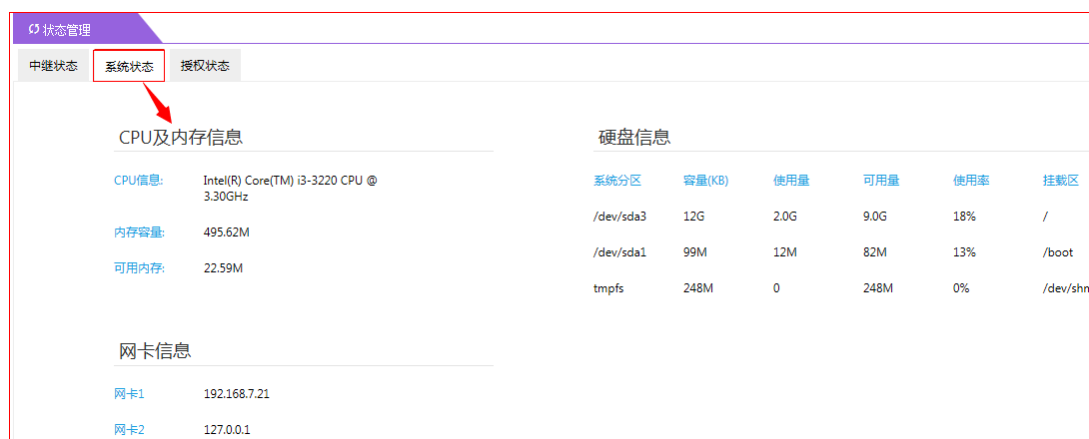 状态管理
中继状态 系统状态 授权状态
CPU及内存信息
CPU信息: Intel(R) Core(TM) i3-3220 CPU @
3.30GHz
内存容量: 495.62M
可用内存: 22.59M
硬盘信息
系统分区 容量(KB) 使用量 可用量 使用率 挂载区
/dev/sda3 12G 2.0G 9.0G 18% /
/dev/sda1 99M 12M 82M 13% /boot
tmpfs 248M 0 248M 0% /dev/shn
网卡信息
网卡1 192.168.7.21
网卡2 127.0.0.1